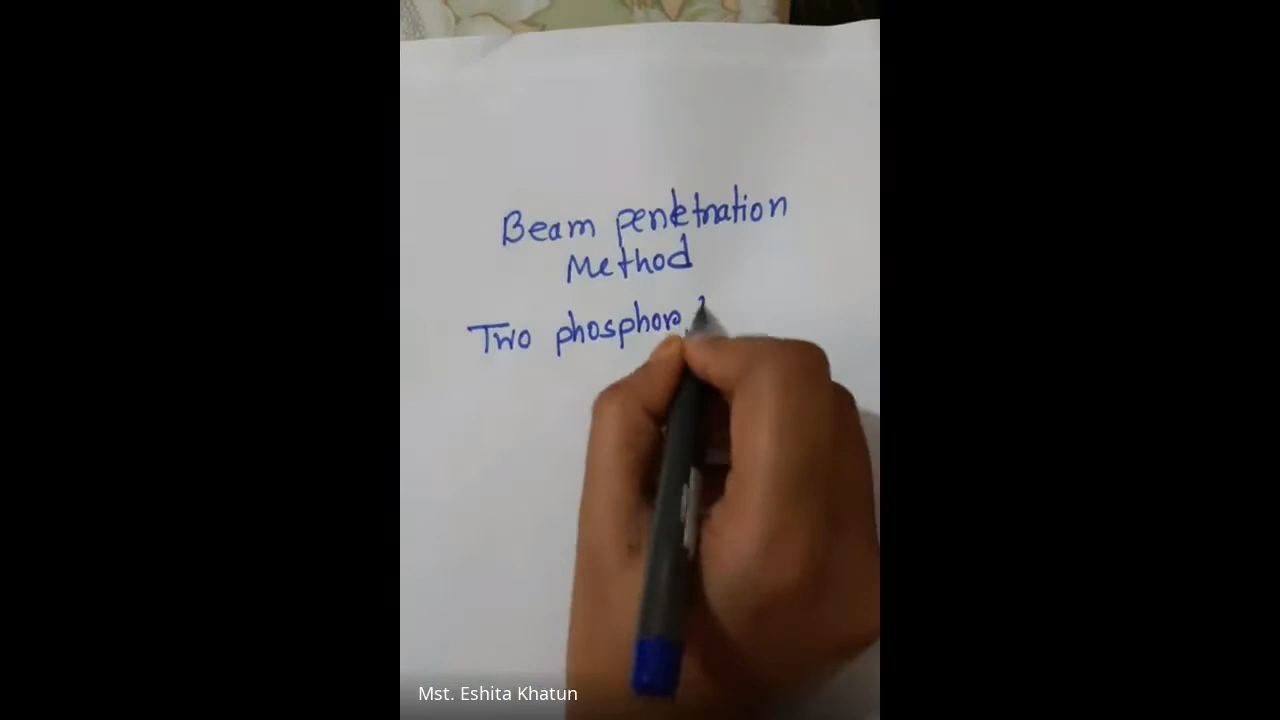 Beam penetration
Method
Two phosphor
Mst. Eshita Khatun